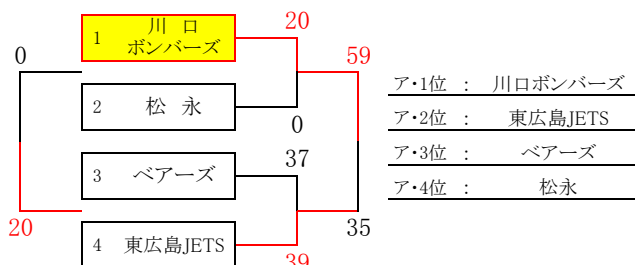 20
1 川 口
ボンバーズ
0
59
ア・1位 : 川口ボンバーズ
2 松 永
ア・2位 : 東広島JETS
0
37
3 ベアーズ
ア・3位 : ベアーズ
ア・4位 : 松永
20
35
4 東広島JETS
39